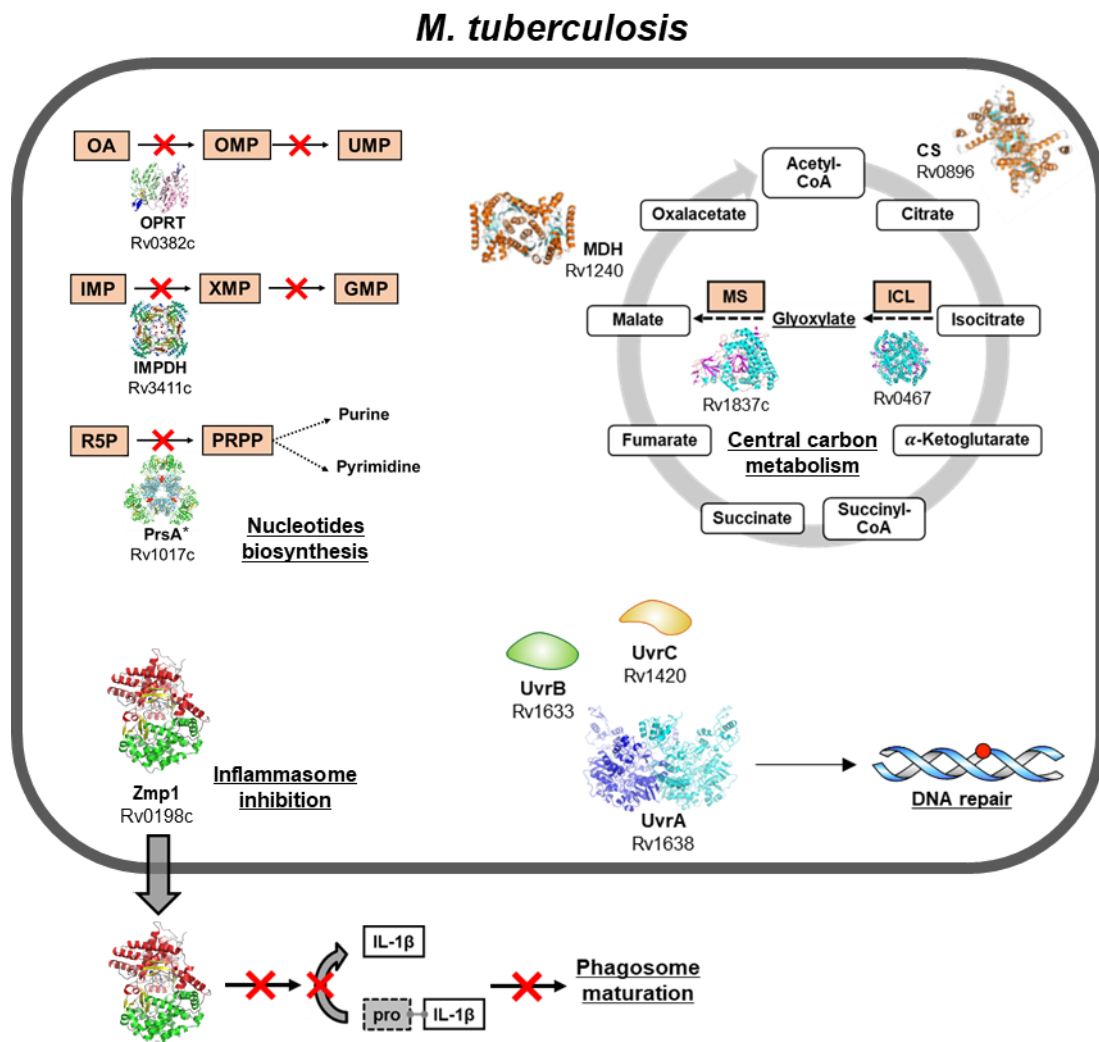 M. tuberculosis
OA
OMP
UMP
OPRT
Rv0382c
IMP
XMP
GMP
IMPDH
Rv3411c
R5P
PRPP
Purine
Pyrimidine
PrsA*
Rv1017c
Nucleotides
biosynthesis
CS
Rv0896
Acetyl-
CoA
Oxalacetate
Citrate
MDH
Rv1240
MS
ICL
Malate
Glyoxylate
Isocitrate
Rv1837c
Rv0467
Fumarate
Central carbon
metabolism
α-Ketoglutarate
Succinate
Succinyl-
CoA
UvrC
Rv1420
UvrB
Rv1633
UvrA
Rv1638
DNA repair
Zmp1
Rv0198c
Inflammasome
inhibition
IL-1β
pro
IL-1β
Phagosome
maturation